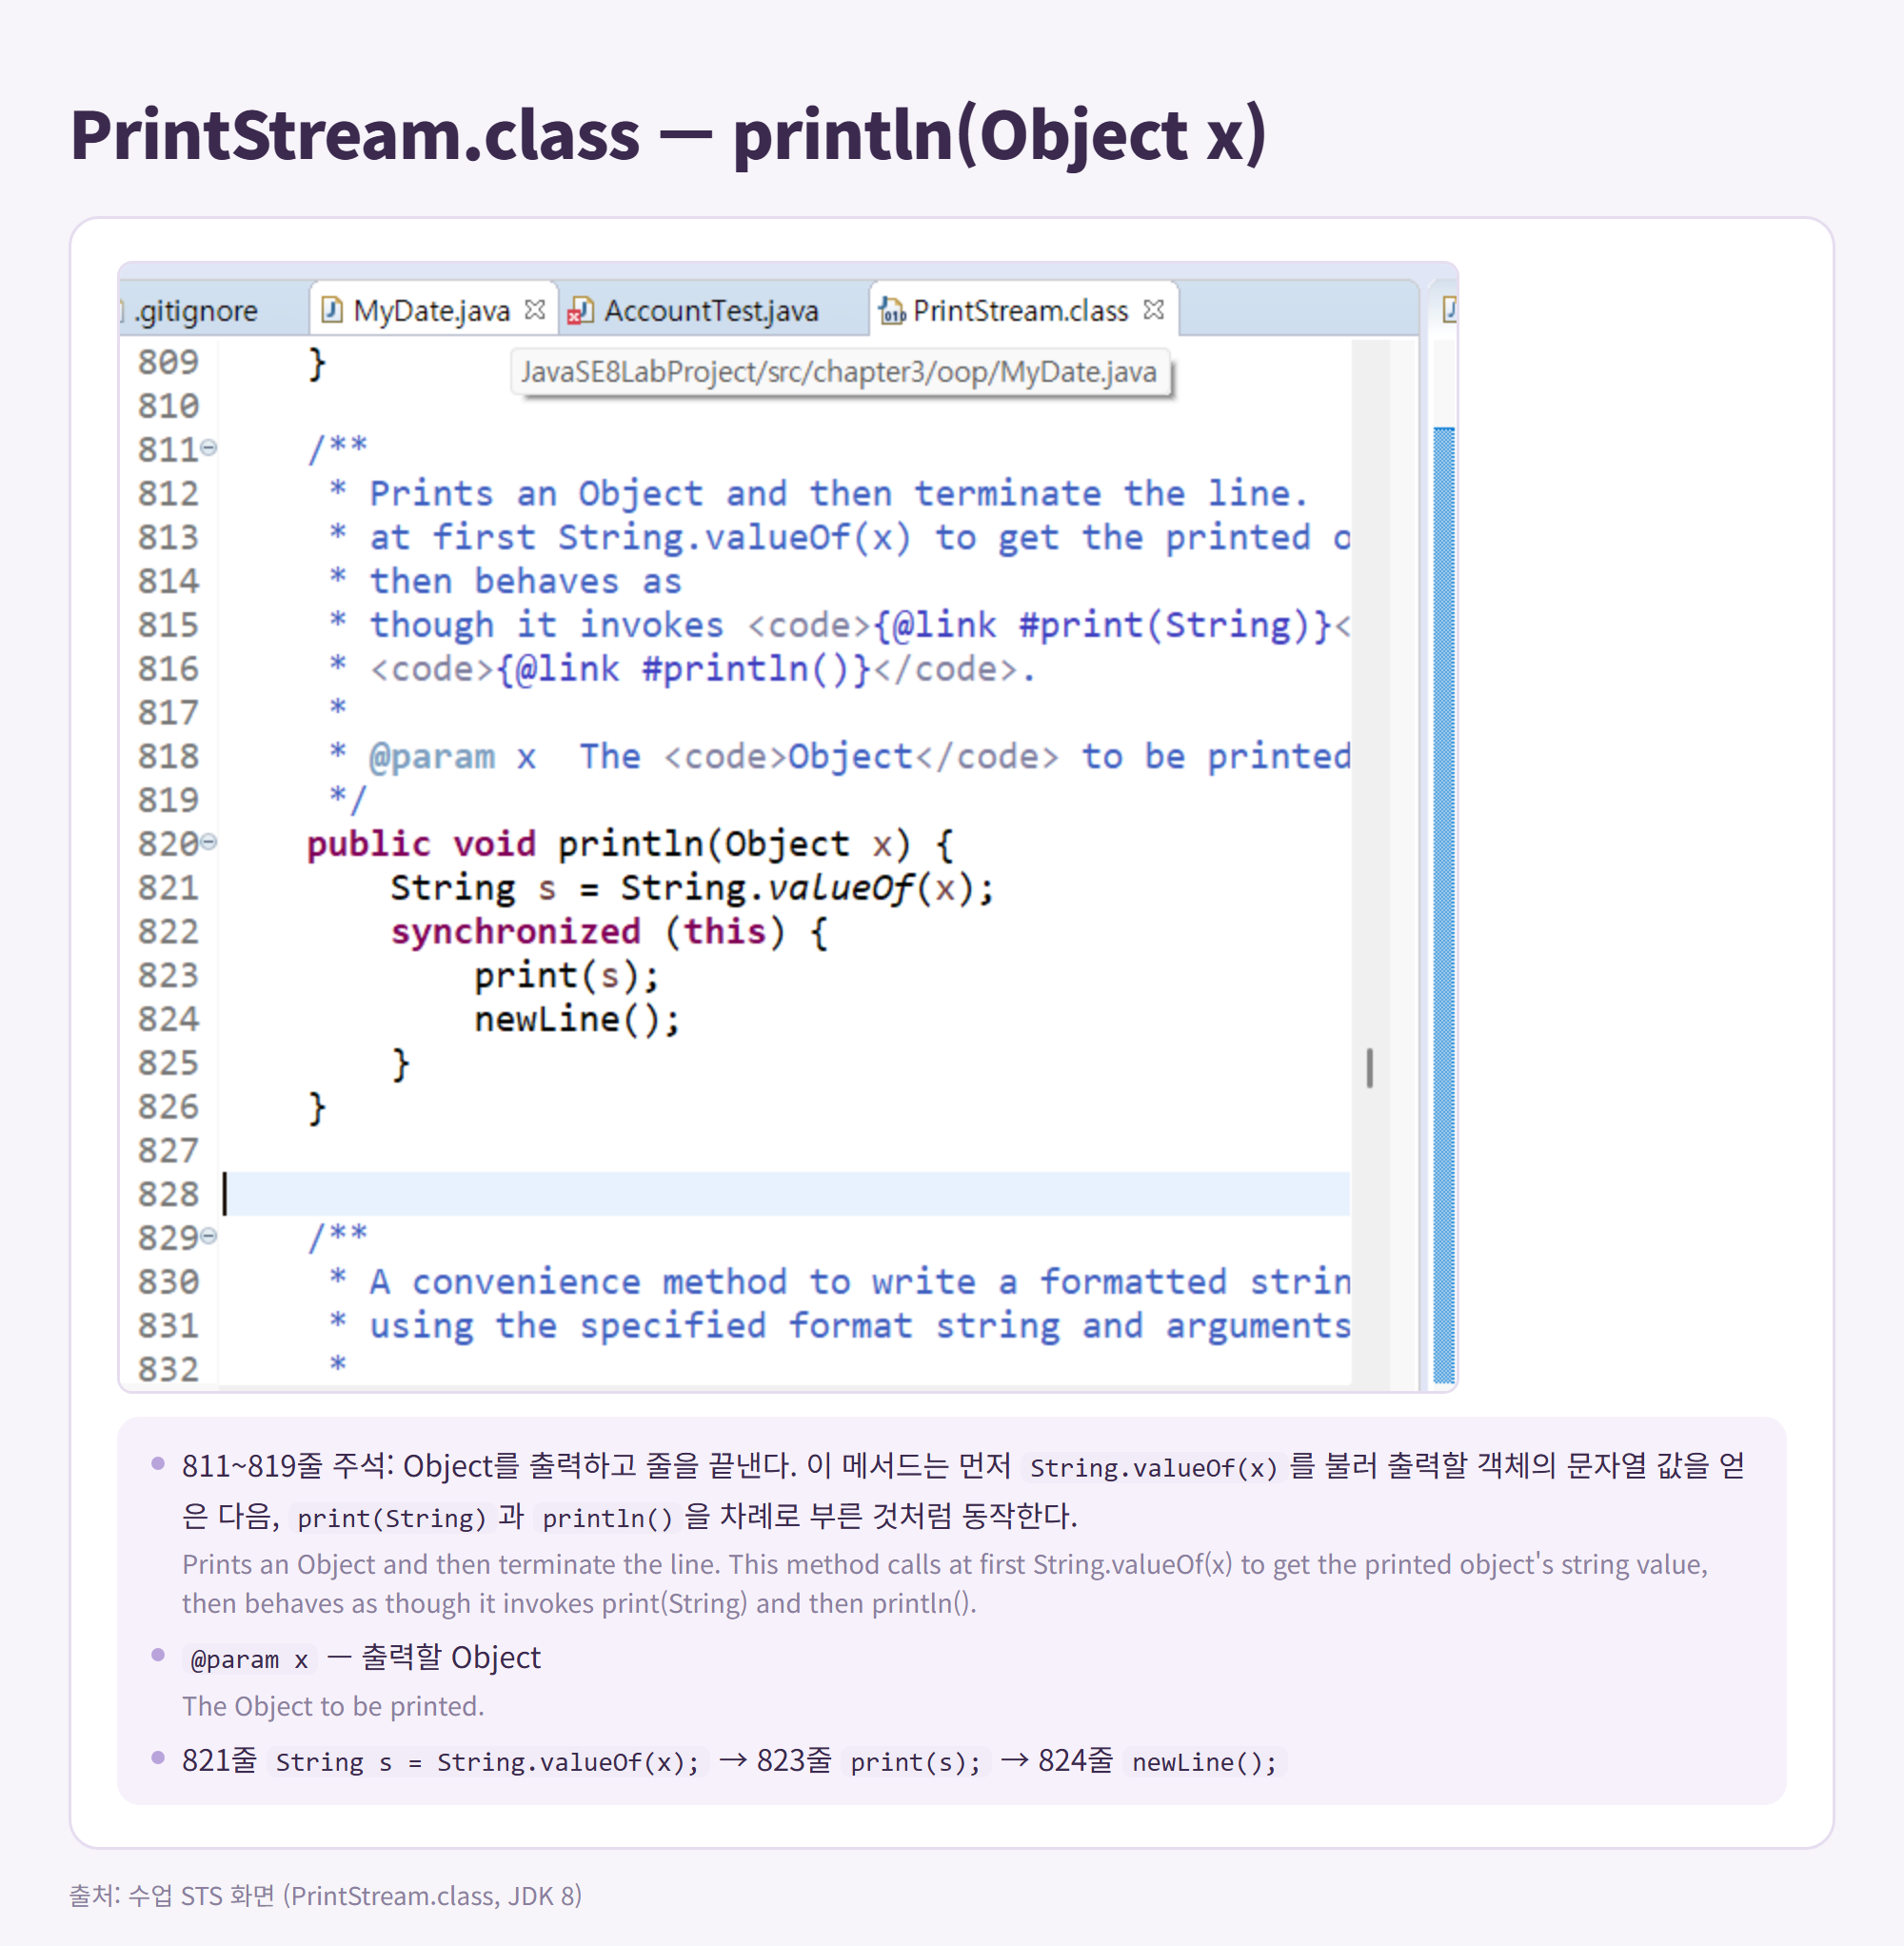 PrintStream.class — println(Object x)
.gitignore MyDate.java AccountTest.java PrintStream.class
JavaSE8LabProject/src/chapter3/oop/MyDate.java
809 }
810
811 /**
812 * Prints an Object and then terminate the line.
813 * at first String.valueOf(x) to get the printed o
814 * then behaves as
815 * though it invokes <code>{@link #print(String)}<
816 * <code>{@link #println()}</code>.
817 *
818 * @param x  The <code>Object</code> to be printed
819 */
820 public void println(Object x) {
821 String s = String.valueOf(x);
822 synchronized (this) {
823 print(s);
824 newLine();
825 }
826 }
827
828
829 /**
830 * A convenience method to write a formatted strin
831 * using the specified format string and arguments
832 *
811~819줄 주석: Object를 출력하고 줄을 끝낸다. 이 메서드는 먼저 String.valueOf(x) 를 불러 출력할 객체의 문자열 값을 얻
은 다음, print(String) 과 println() 을 차례로 부른 것처럼 동작한다.
Prints an Object and then terminate the line. This method calls at first String.valueOf(x) to get the printed object's string value,
then behaves as though it invokes print(String) and then println().
@param x — 출력할 Object
The Object to be printed.
821줄 String s = String.valueOf(x); → 823줄 print(s); → 824줄 newLine();
출처: 수업 STS 화면 (PrintStream.class, JDK 8)